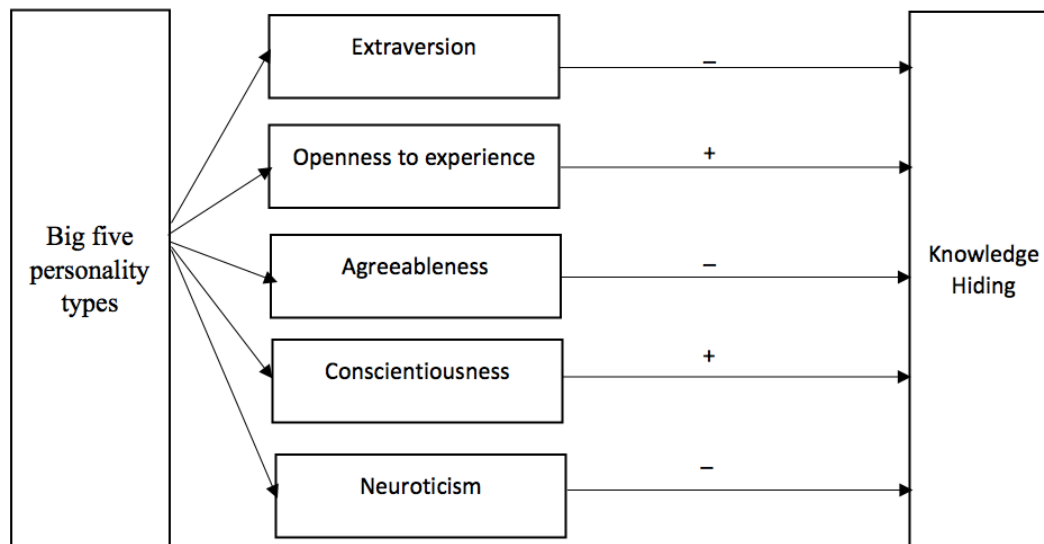 Extraversion
–
Openness to experience
+
Big five
personality
types
Agreeableness
–
Knowledge
Hiding
Conscientiousness
+
Neuroticism
–